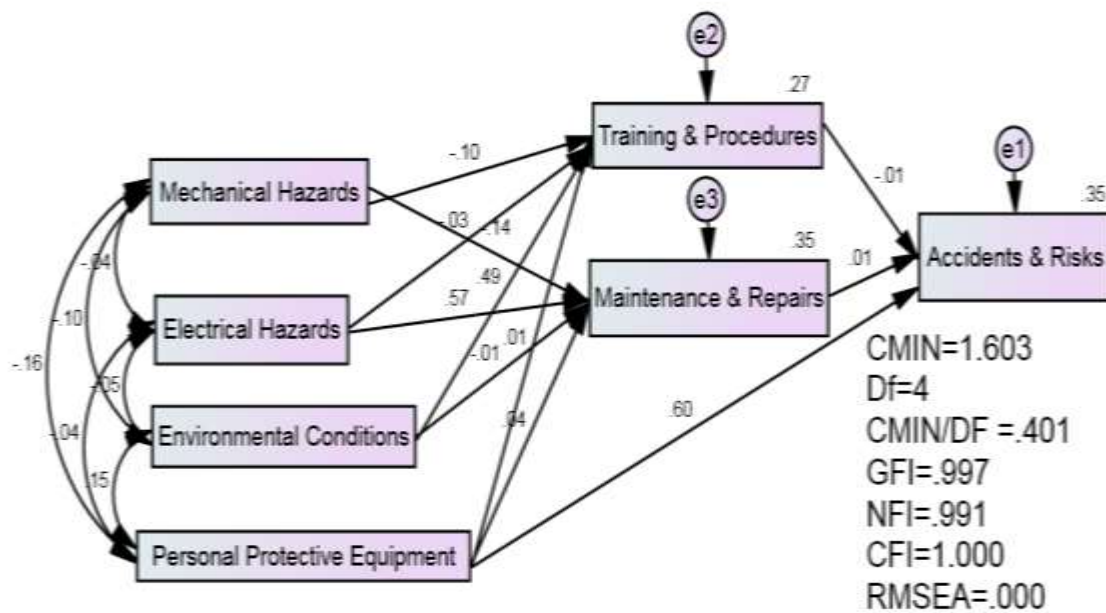 e2
.27
Training & Procedures
e1
-.10
-.01
.35
Mechanical Hazards
e3
-.03
-.14
.35
Accidents & Risks
.01
-.04
.49
Maintenance & Repairs
.57
Electrical Hazards
-.10
-.01
.01
CMIN=1.603
-.16
-.05
Df=4
.60
.04
CMIN/DF =.401
-.04
Environmental Conditions
GFI=.997
.15
NFI=.991
Personal Protective Equipment
CFI=1.000
RMSEA=.000